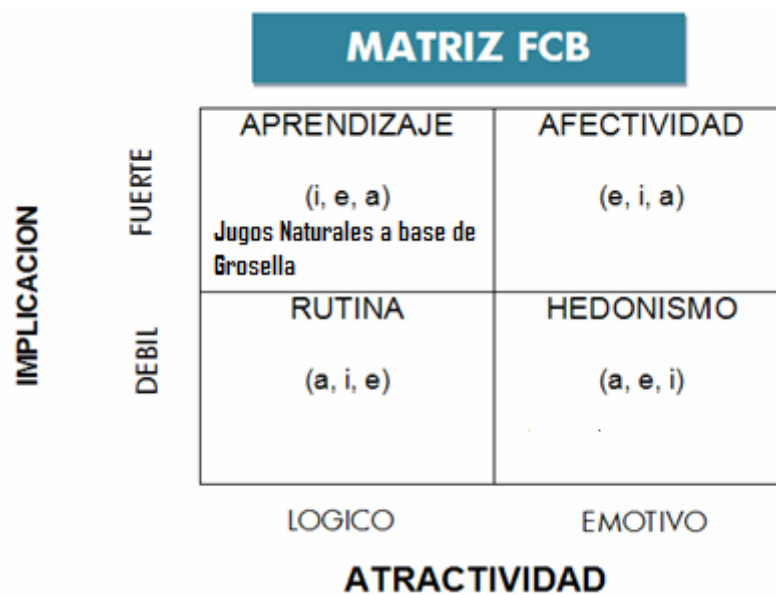 MATRIZ FCB
IMPLICACION
FUERTE
DEBIL
APRENDIZAJE
(i, e, a)
Jugos Naturales a base de
Grosella
AFECTIVIDAD
(e, i, a)
RUTINA
(a, i, e)
HEDONISMO
(a, e, i)
LOGICO
EMOTIVO
ATRACTIVIDAD